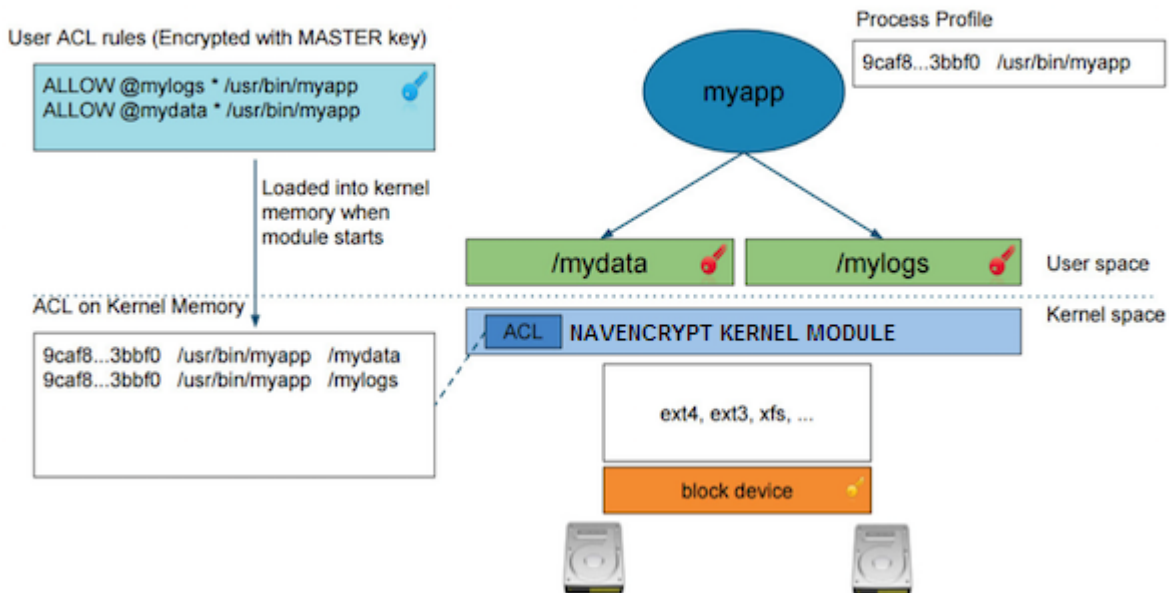 User ACL rules (Encrypted with MASTER key)
ALLOW @mylogs * /usr/bin/myapp
ALLOW @mydata * /usr/bin/myapp
Loaded into kernel
memory when
module starts
ACL on Kernel Memory
9caf8...3bbf0 /usr/bin/myapp /mydata
9caf8...3bbf0 /usr/bin/myapp /mylogs
Process Profile
9caf8...3bbf0 /usr/bin/myapp
myapp
/mydata
/mylogs
User space
Kernel space
ACL
NAVENCRYPT KERNEL MODULE
ext4, ext3, xfs, ...
block device